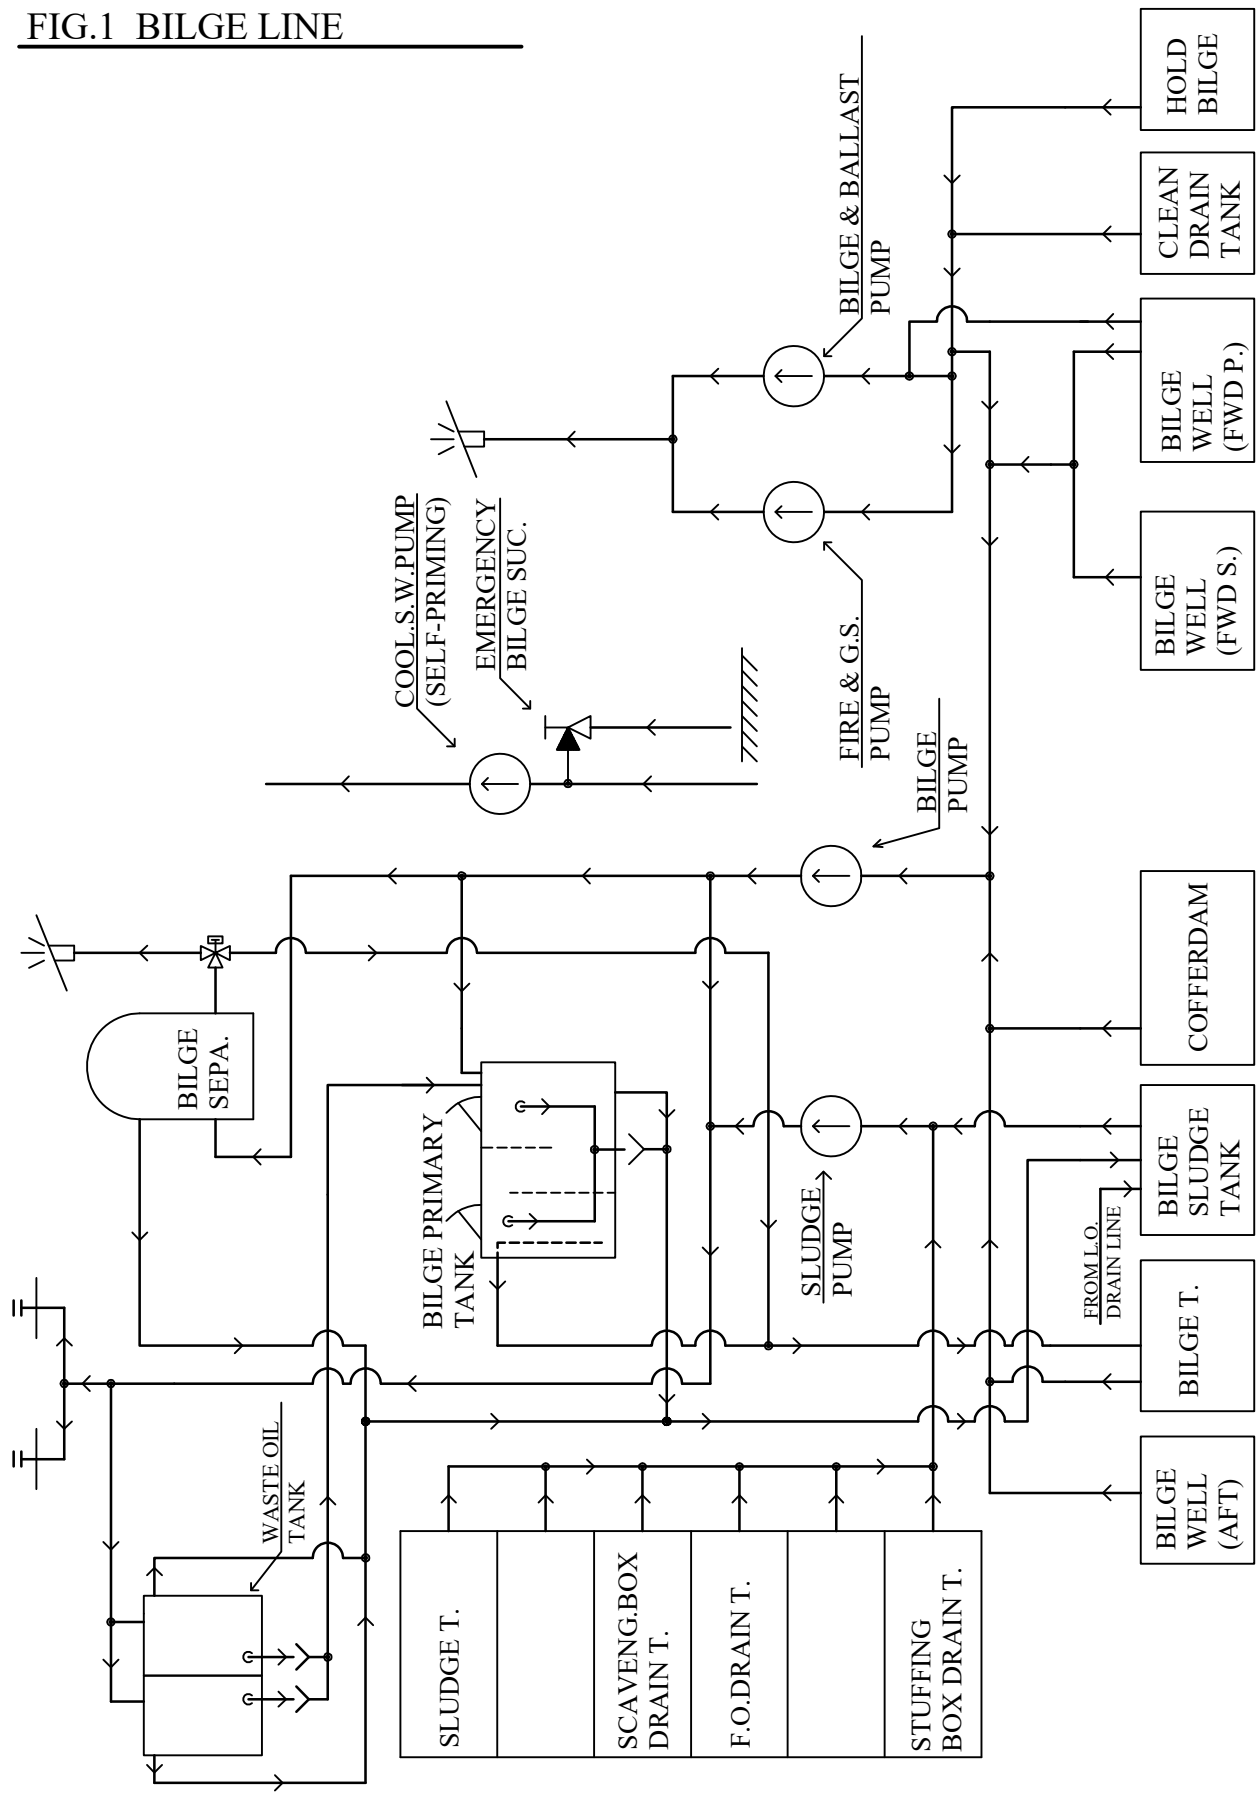 FIG.1 BILGE LINE
BILGE & BALLAST
PUMP
HOLD
BILGE
CLEAN
DRAIN
TANK
BILGE
WELL
(FWD P.)
BILGE
WELL
(FWD S.)
COOL.S.W.PUMP
(SELF-PRIMING)
EMERGENCY
BILGE SUC.
FIRE & G.S.
PUMP
BILGE
PUMP
COFFERDAM
BILGE
SEPA.
BILGE PRIMARY
TANK
SLUDGE
PUMP
BILGE
SLUDGE
TANK
FROM L.O.
DRAIN LINE
BILGE T.
BILGE
WELL
(AFT)
WASTE OIL
TANK
SLUDGE T.
SCAVENG.BOX
DRAIN T.
F.O.DRAIN T.
STUFFING
BOX DRAIN T.